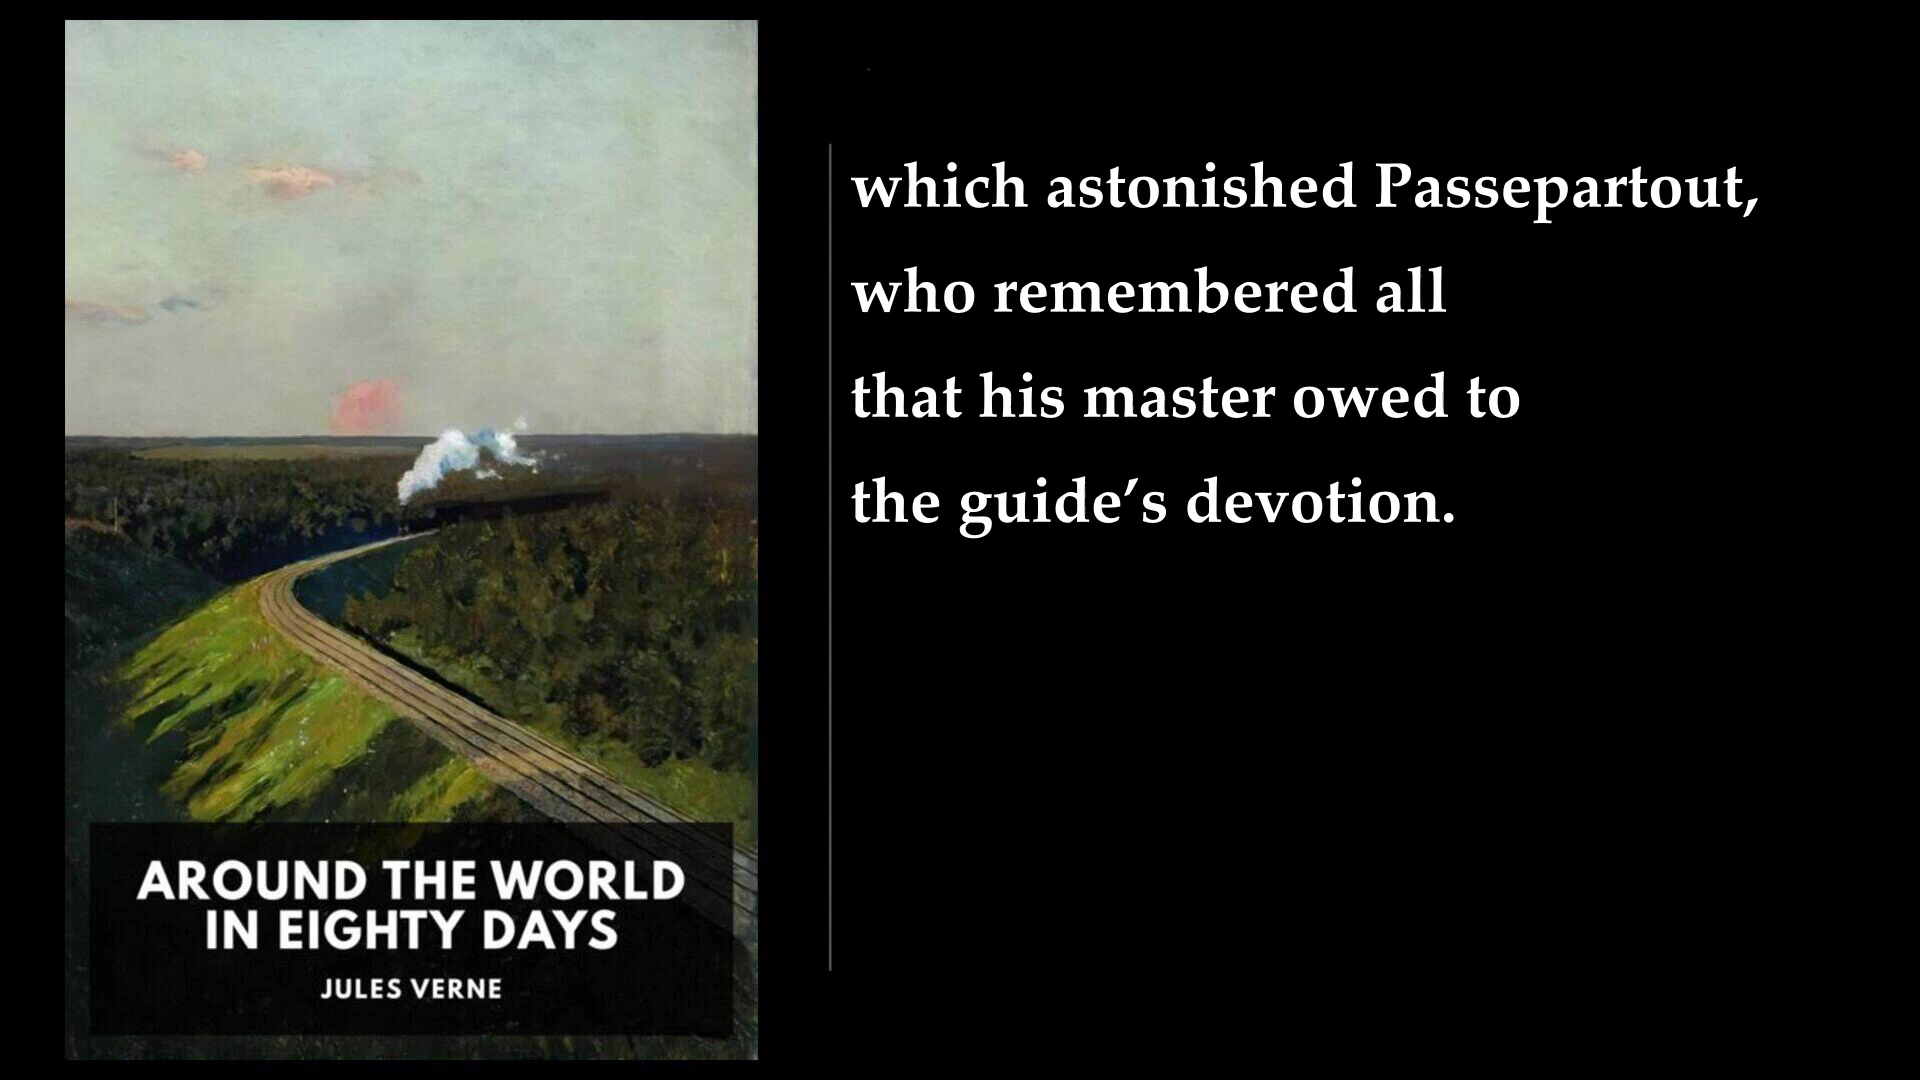 which astonished Passepartout,
who remembered all
that his master owed to
the guide’s devotion.
AROUND THE WORLD
IN EIGHTY DAYS
JULES VERNE